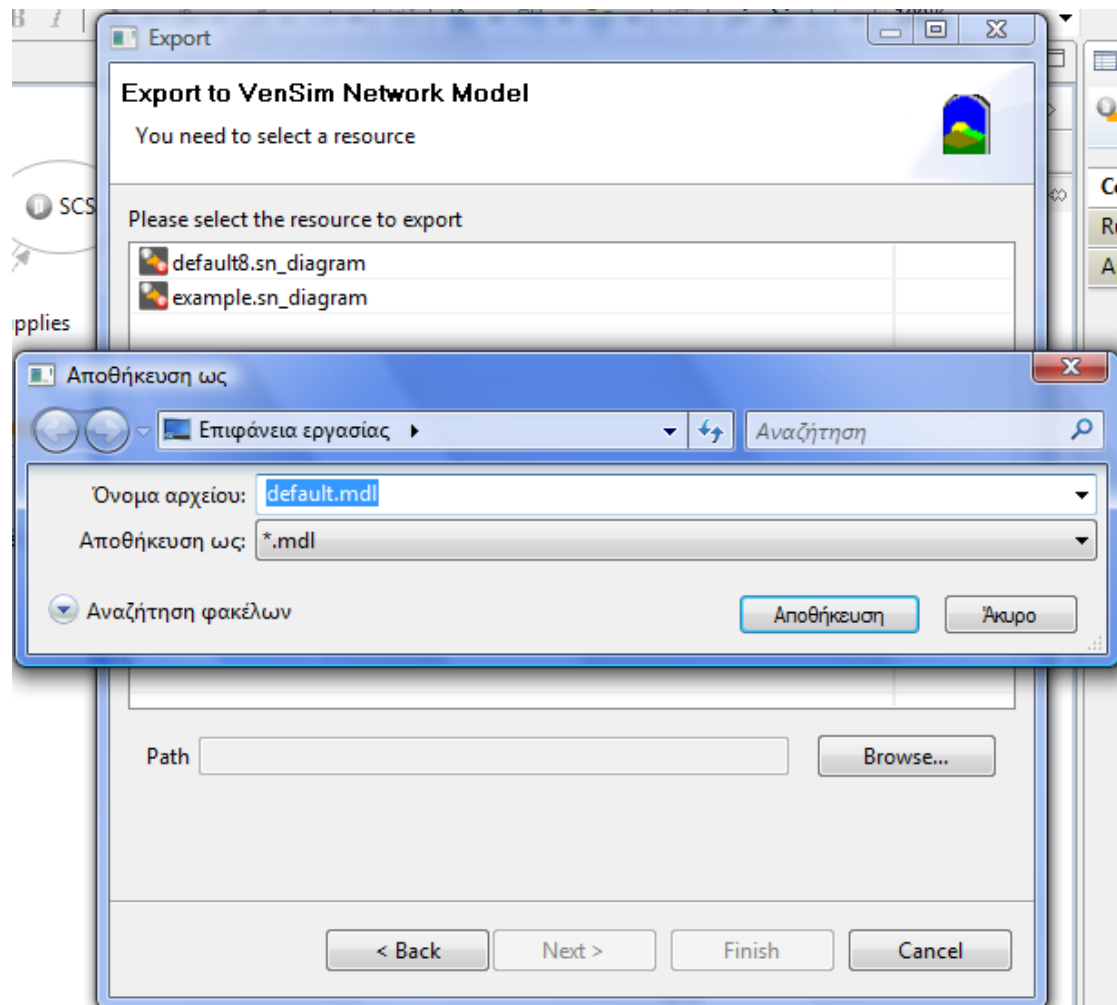 B I
Export
Export to VenSim Network Model
You need to select a resource
SCS
Please select the resource to export
default8.sn_diagram
example.sn_diagram
pplies
Αποθήκευση ως
Επιφάνεια εργασίας
Αναζήτηση
Όνομα αρχείου: default.mdl
Αποθήκευση ως: *.mdl
Αναζήτηση φακέλων
Αποθήκευση Άκυρο
Path Browse...
< Back Next > Finish Cancel